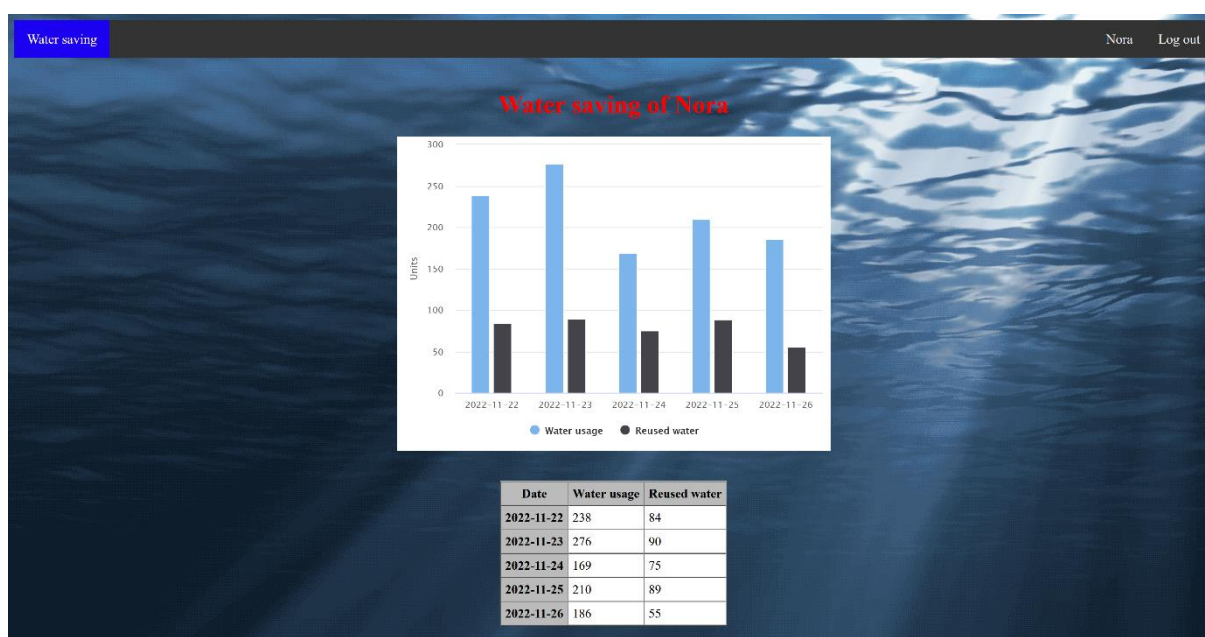 Water saving Nora Log out
Water saving of Nora
300
250
200
150
100
50
0
Units
2022-11-22 2022-11-23 2022-11-24 2022-11-25 2022-11-26
Water usage Reused water
Date Water usage Reused water
2022-11-22 238 84
2022-11-23 276 90
2022-11-24 169 75
2022-11-25 210 89
2022-11-26 186 55